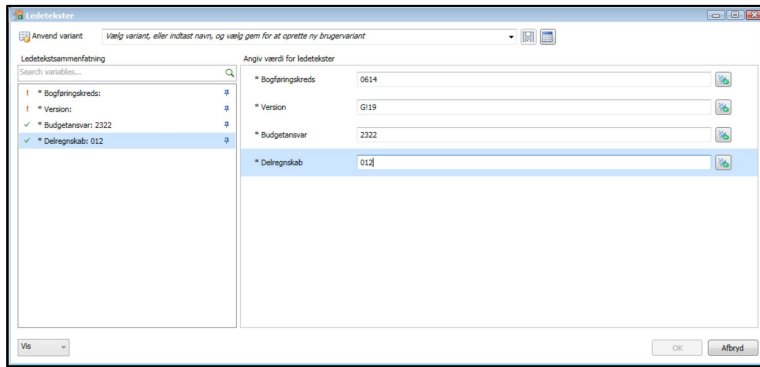 Ledetekster
Anvend variant
Vælg variant, eller indtast navn, og vælg gem for at oprette ny brugervariant
Ledetekstsammenfatning
Search variables...
! * Bogføringskreds:
! * Version:
✓ * Budgetansvar: 2322
✓ * Delregnskab: 012
Angiv værdi for ledetekster
* Bogføringskreds 0614
* Version G!19
* Budgetansvar 2322
* Delregnskab 012
Vis
OK
Afbryd